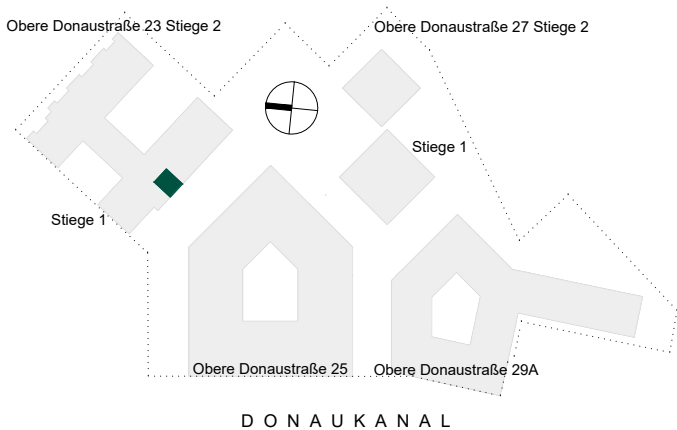 Obere Donaustraße 23 Stiege 2
Obere Donaustraße 27 Stiege 2
Stiege 1
Stiege 1
Obere Donaustraße 25
Obere Donaustraße 29A
DONAUKANAL